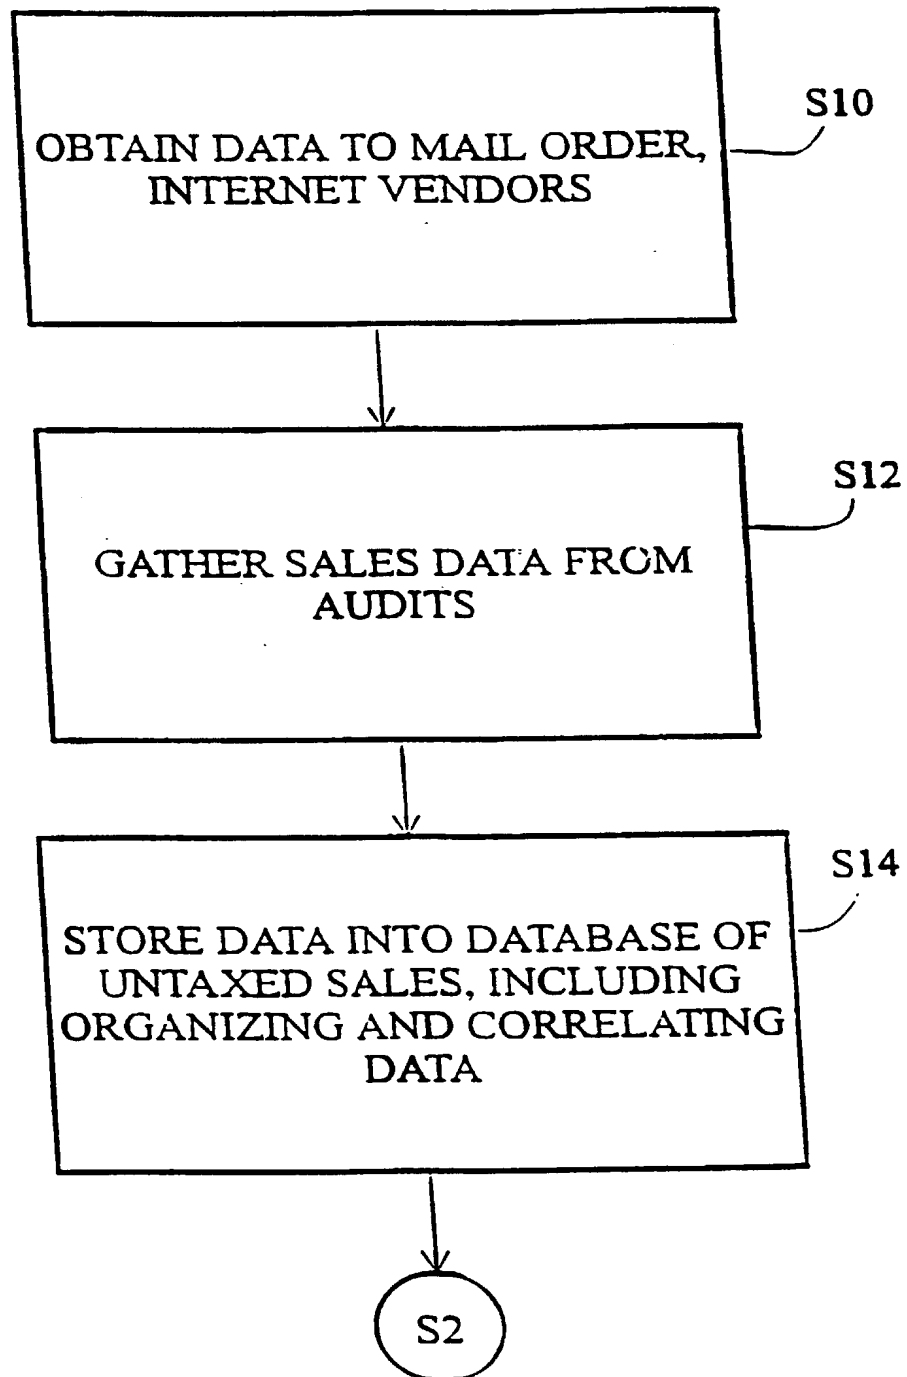 S10
OBTAIN DATA TO MAIL ORDER,
INTERNET VENDORS
S12
GATHER SALES DATA FROM
AUDITS
S14
STORE DATA INTO DATABASE OF
UNTAXED SALES, INCLUDING
ORGANIZING AND CORRELATING
DATA
S2